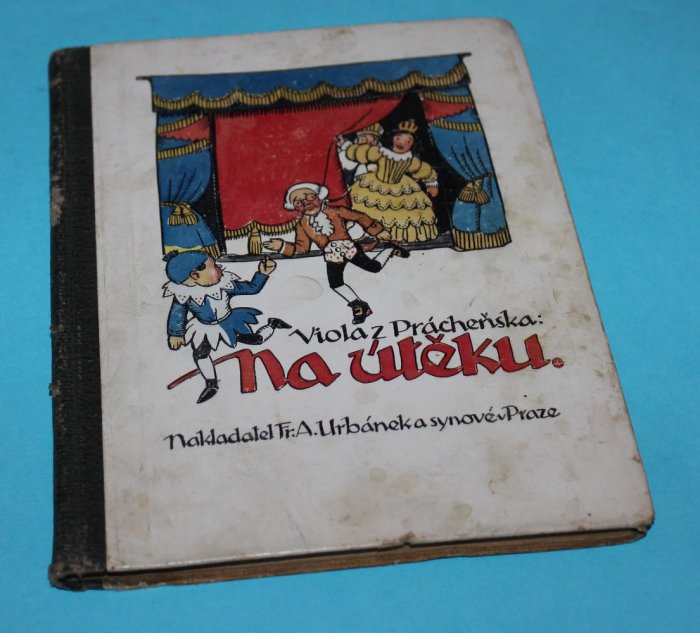 Viola z Prácheňska:
Na útěku.
Nakladatel Fr. A. Urbánek a synové v Praze